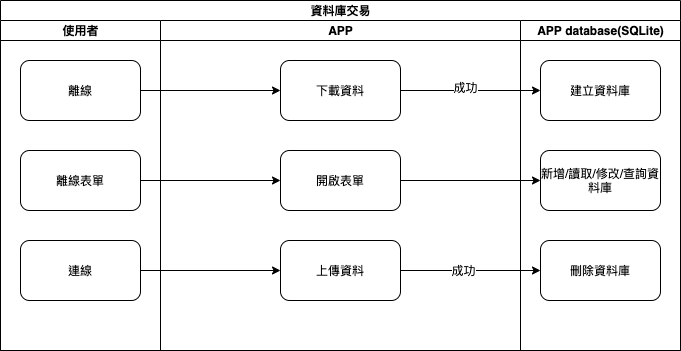 資料庫交易
使用者
APP
APP database(SQLite)
離線
下載資料
成功
建立資料庫
離線表單
開啟表單
新增/讀取/修改/查詢資
料庫
連線
上傳資料
成功
刪除資料庫